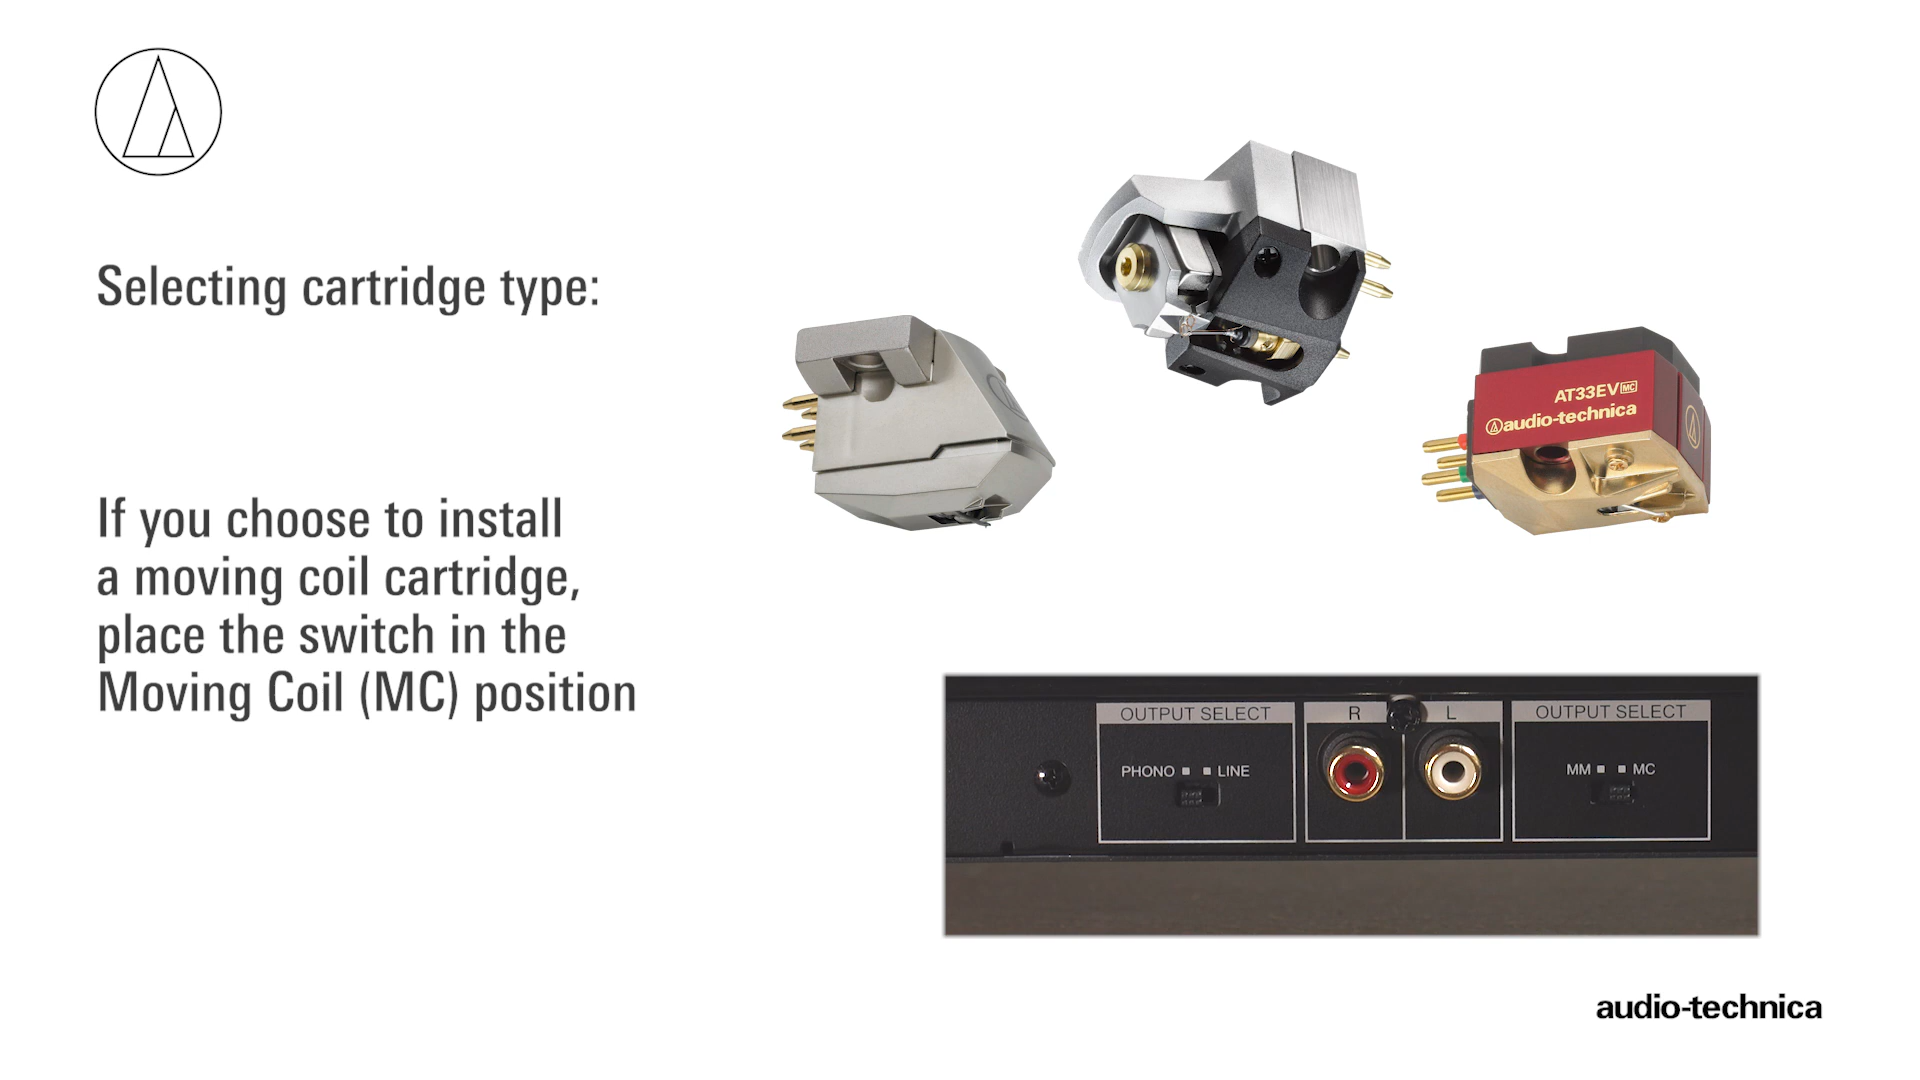 Selecting cartridge type:
If you choose to install
a moving coil cartridge,
place the switch in the
Moving Coil (MC) position
AT33EV MC
audio-technica
OUTPUT SELECT
PHONO LINE
R L
OUTPUT SELECT
MM MC
audio-technica